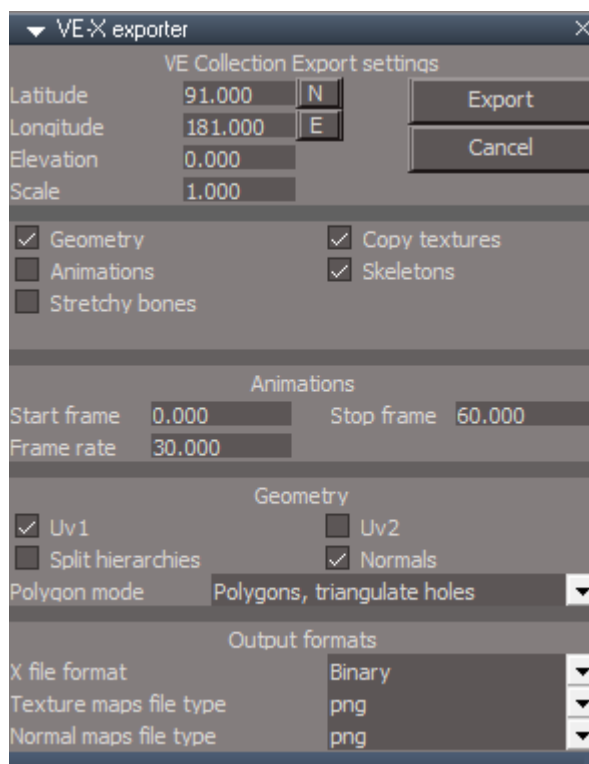 VE-X exporter
VE Collection Export settings
Latitude 91.000 N Export
Longitude 181.000 E
Elevation 0.000 Cancel
Scale 1.000
Geometry Copy textures
Animations Skeletons
Stretchy bones
Animations
Start frame 0.000 Stop frame 60.000
Frame rate 30.000
Geometry
Uv1 Uv2
Split hierarchies Normals
Polygon mode Polygons, triangulate holes
Output formats
X file format Binary
Texture maps file type png
Normal maps file type png